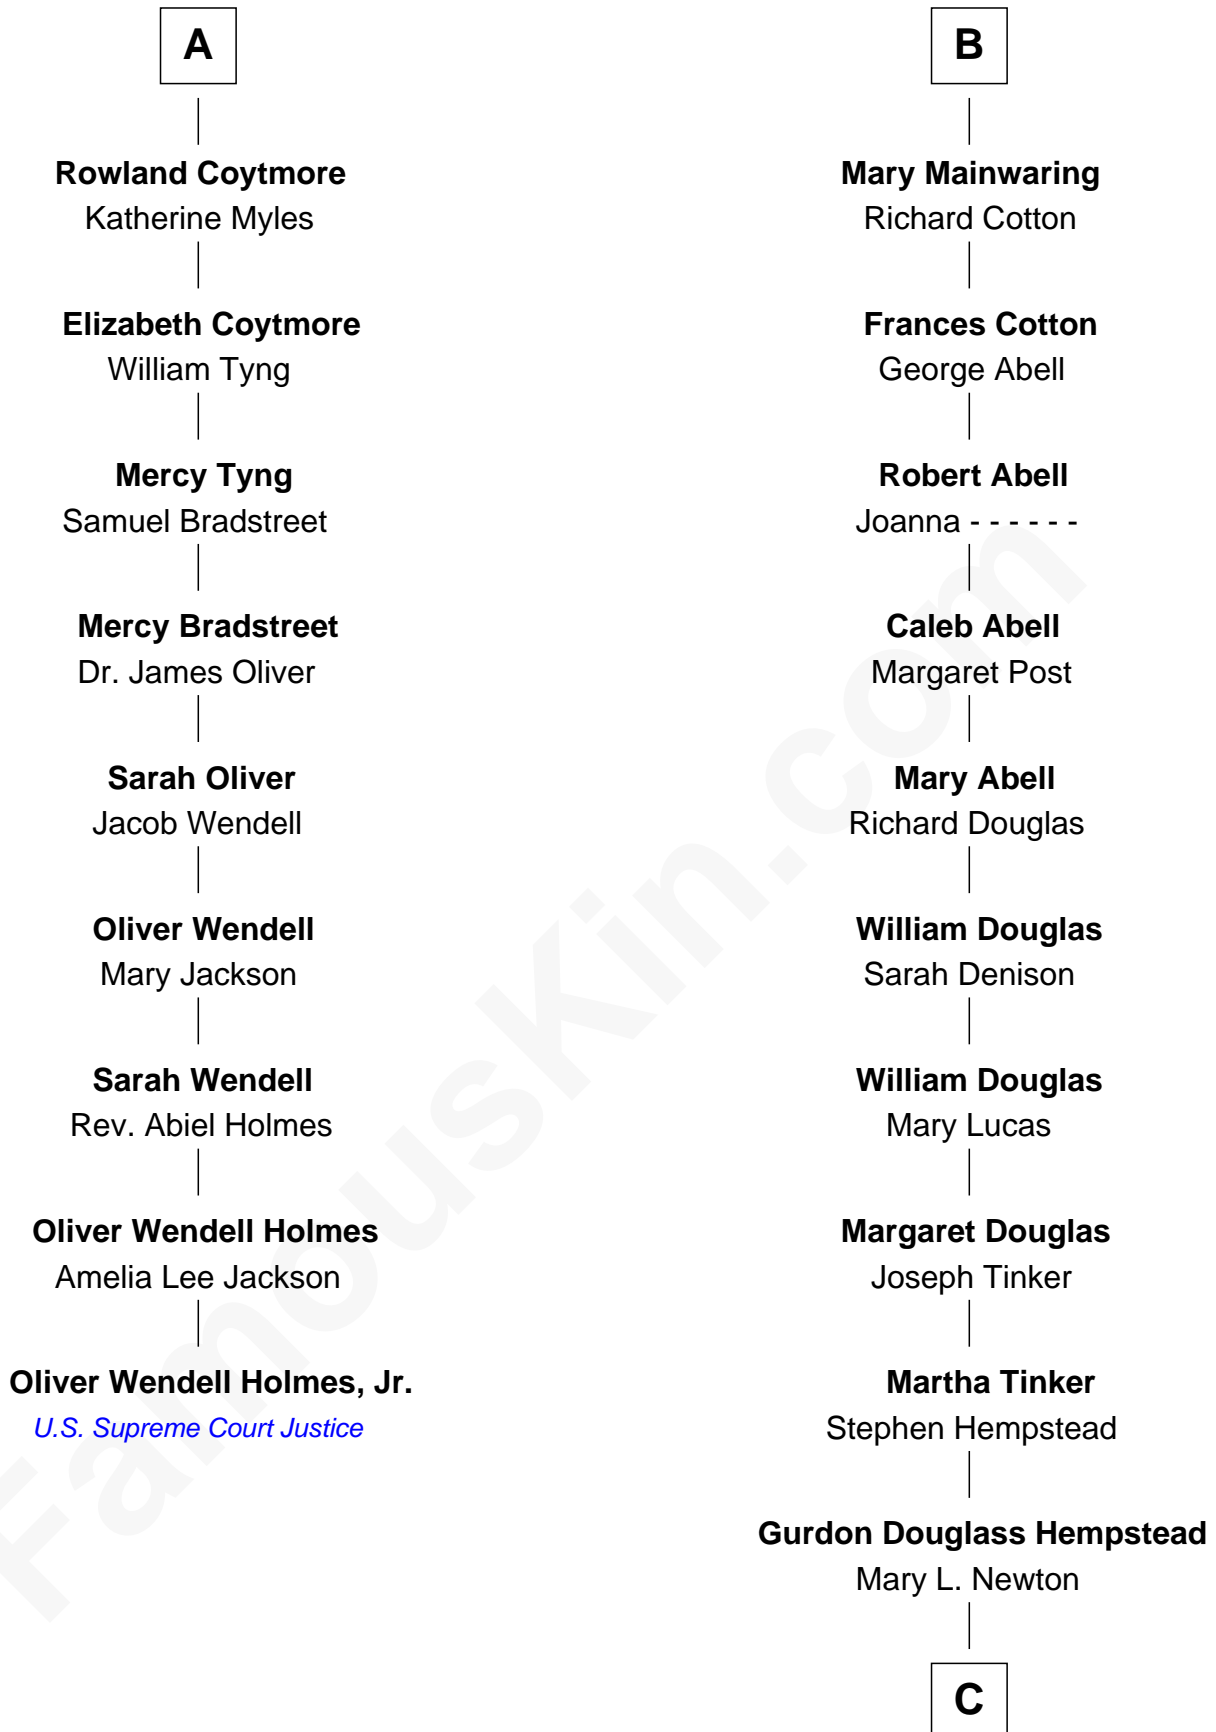 A
Rowland Coytmore
Katherine Myles
Elizabeth Coytmore
William Tyng
Mercy Tyng
Samuel Bradstreet
Mercy Bradstreet
Dr. James Oliver
Sarah Oliver
Jacob Wendell
Oliver Wendell
Mary Jackson
Sarah Wendell
Rev. Abiel Holmes
Oliver Wendell Holmes
Amelia Lee Jackson
Oliver Wendell Holmes, Jr.
U.S. Supreme Court Justice
B
Mary Mainwaring
Richard Cotton
Frances Cotton
George Abell
Robert Abell
Joanna - - - - - -
Caleb Abell
Margaret Post
Mary Abell
Richard Douglas
William Douglas
Sarah Denison
William Douglas
Mary Lucas
Margaret Douglas
Joseph Tinker
Martha Tinker
Stephen Hempstead
Gurdon Douglass Hempstead
Mary L. Newton
C
FamousKin.com